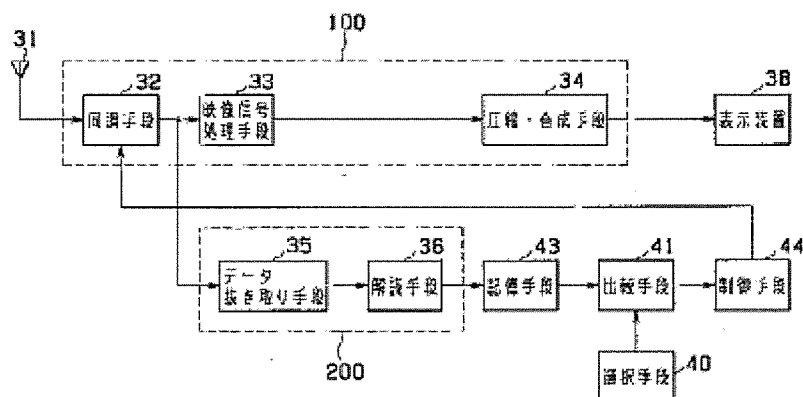 100
31
32
同調手段
33
映像信号
処理手段
34
圧縮・合成手段
38
表示装置
35
データ
抜き取り手段
36
解読手段
43
記憶手段
41
比較手段
44
制御手段
200
選択手段
40